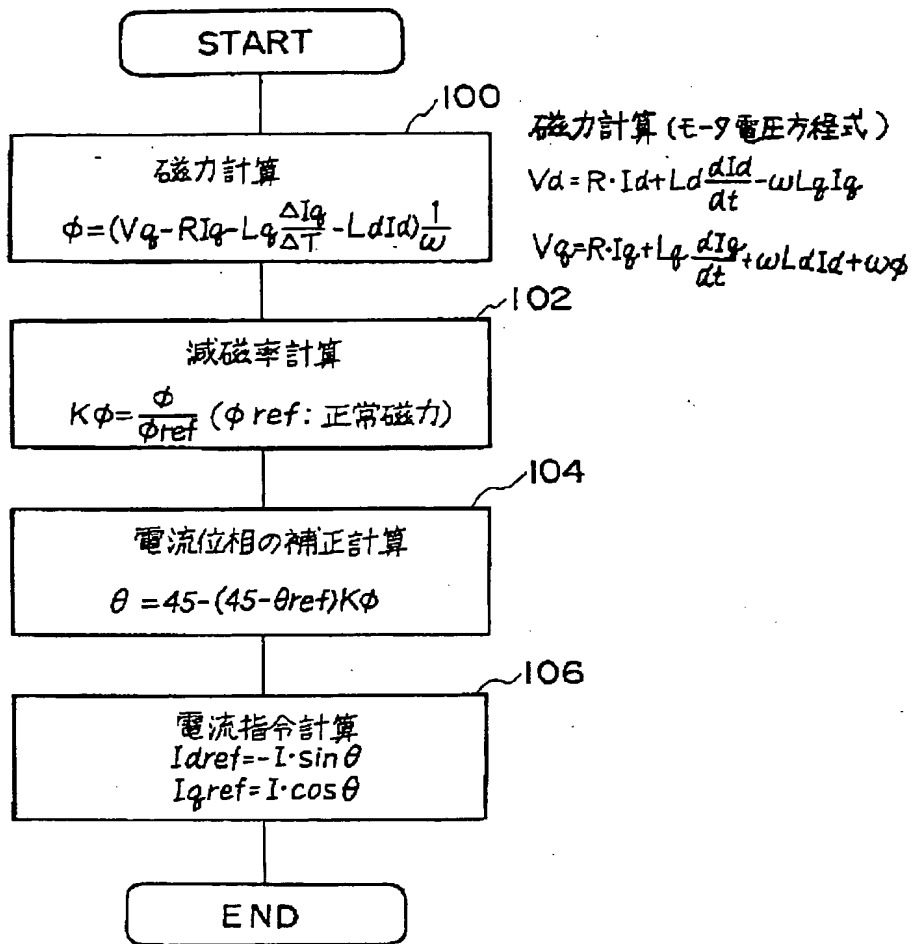 START
100
磁力計算
φ=(Vq-RIq-Lq ΔIq/ΔT -LdId) 1/ω
磁力計算(モータ電圧方程式)
Vd=R·Id+Ld dId/dt -ωLqIq
Vq=R·Iq+Lq dIq/dt +ωLdId+ωφ
102
減磁率計算
Kφ= φ/φref (φref:正常磁力)
104
電流位相の補正計算
θ=45-(45-θref)Kφ
106
電流指令計算
Idref=-I·sinθ
Iqref=I·cosθ
END